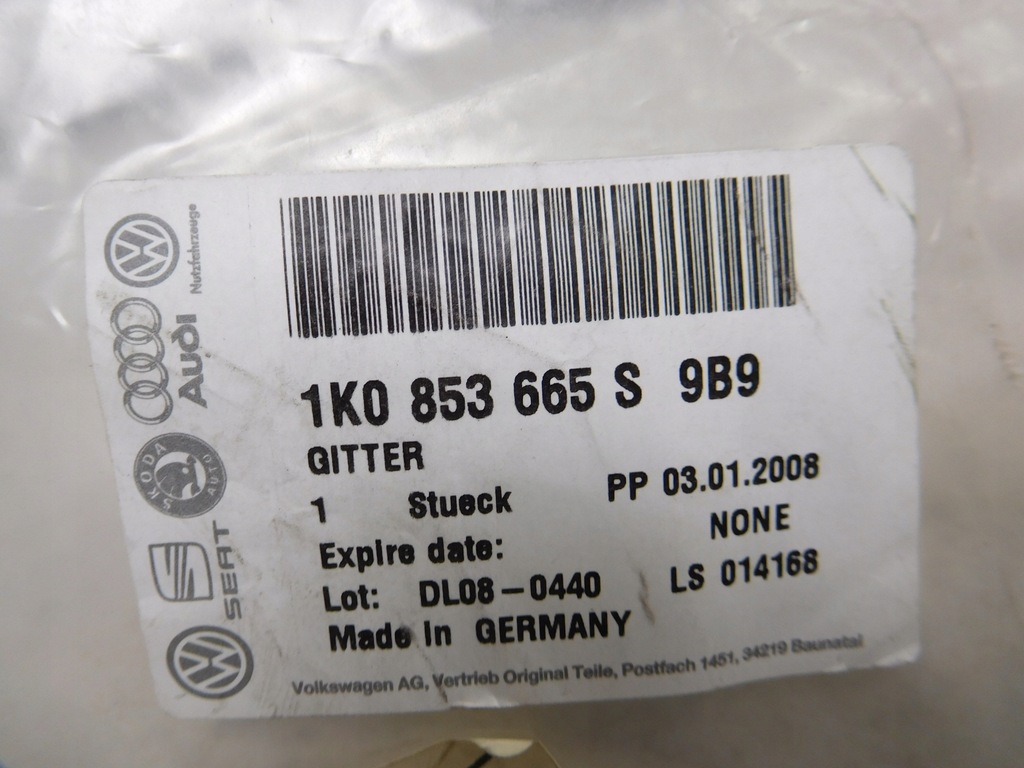 Nutzfahrzeuge
Audi
SKODA AUTO
SEAT
1K0 853 665 S 9B9
GITTER
1 Stueck PP 03.01.2008
Expire date: NONE
Lot: DL08-0440 LS 014168
Made in GERMANY
Volkswagen AG, Vertrieb Original Teile, Postfach 1451, 34219 Baunatal